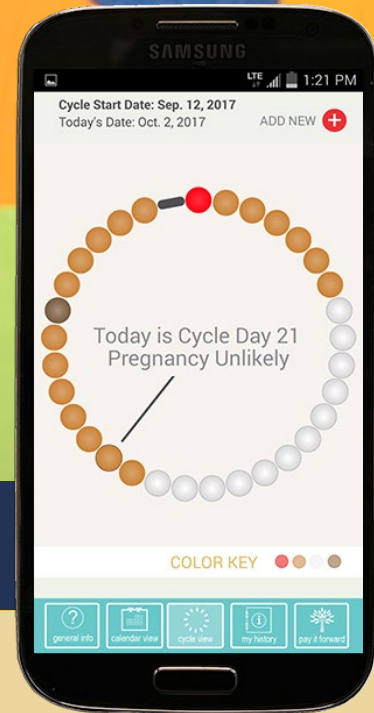 SAMSUNG
LTE 1:21 PM
Cycle Start Date: Sep. 12, 2017
Today's Date: Oct. 2, 2017
ADD NEW +
Today is Cycle Day 21
Pregnancy Unlikely
COLOR KEY
general info
calendar view
cycle view
my history
pay it forward